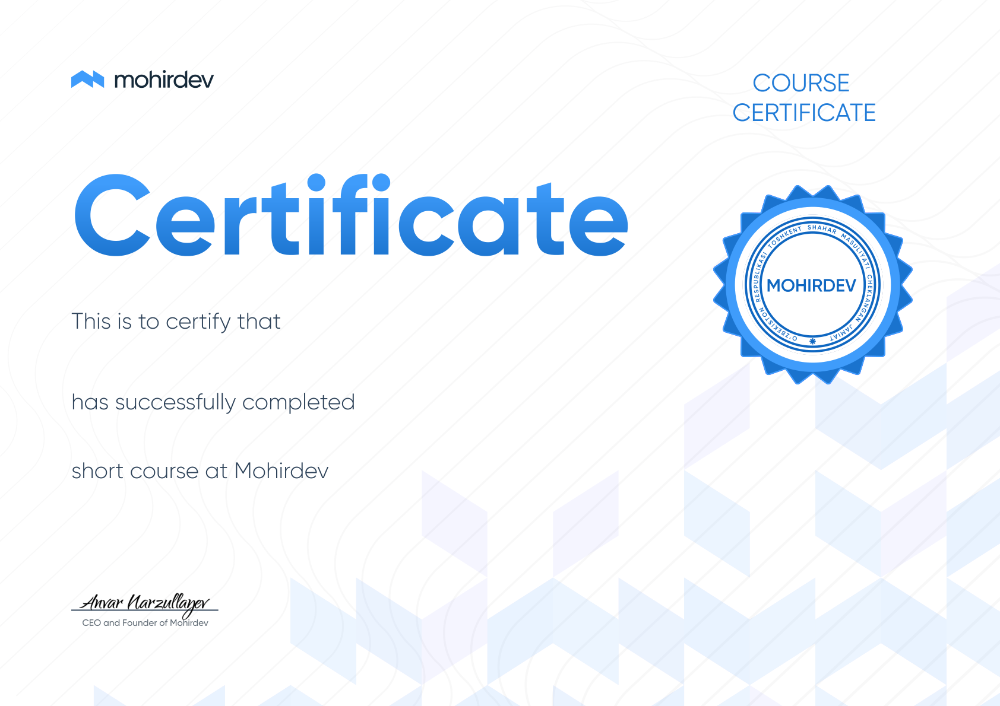 mohirdev
COURSE
CERTIFICATE
Certificate
O'ZBEKISTON RESPUBLIKASI TOSHKENT SHAHAR MASULIYATI CHEKLANGAN JAMIAT
MOHIRDEV
This is to certify that
has successfully completed
short course at Mohirdev
Anvar Narzullayev
CEO and Founder of Mohirdev